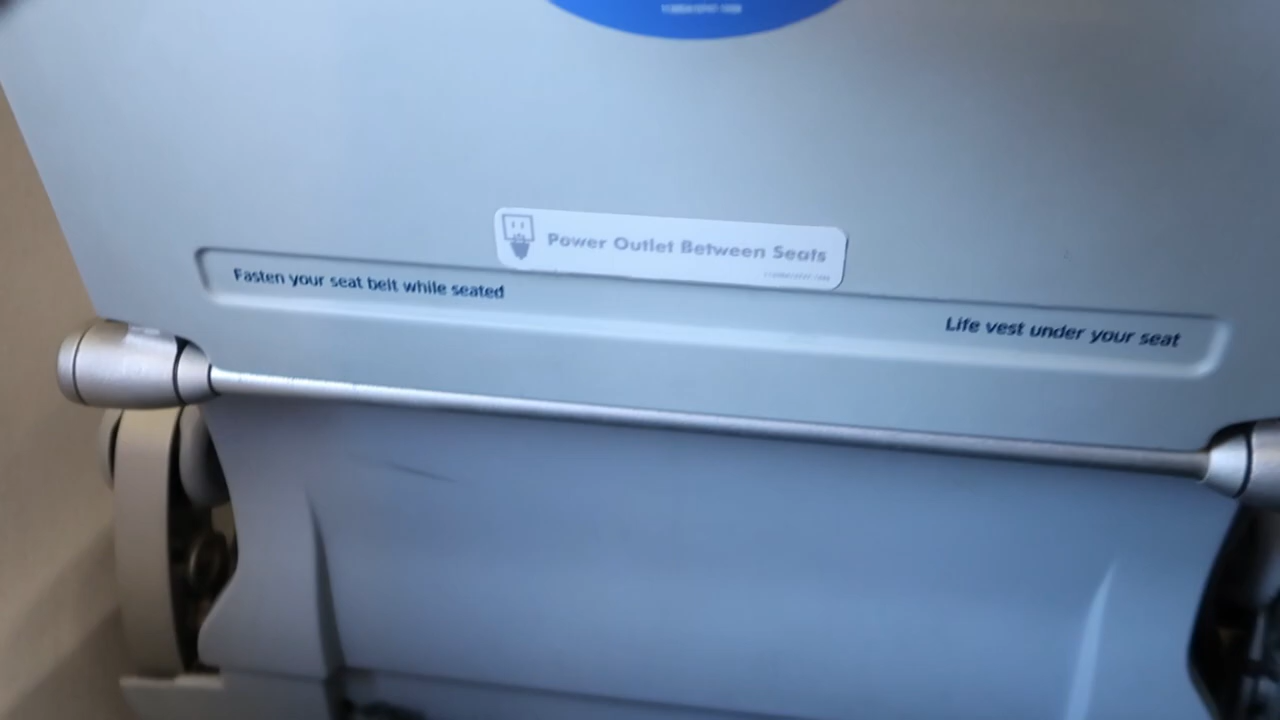 Power Outlet Between Seats
Fasten your seat belt while seated
Life vest under your seat